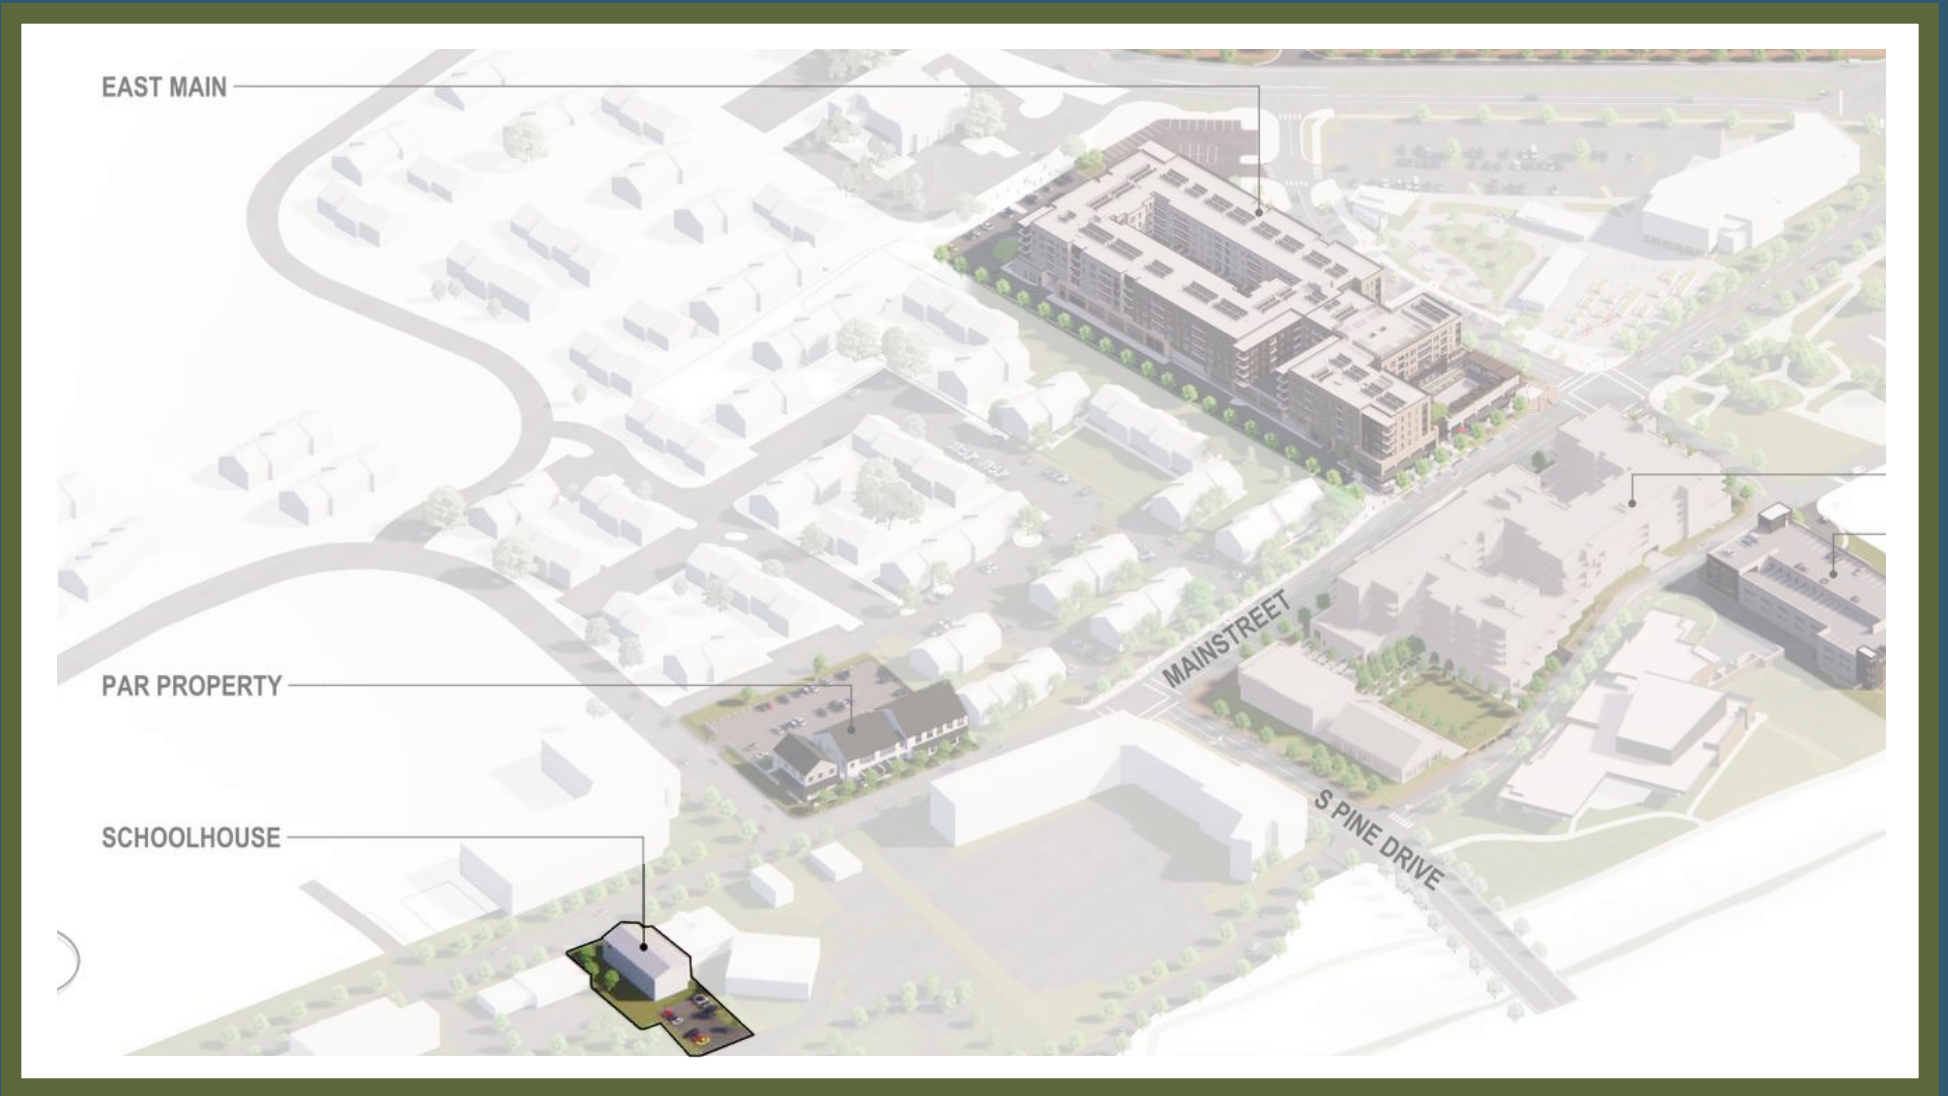 EAST MAIN
MAINSTREET
PAR PROPERTY
S PINE DRIVE
SCHOOLHOUSE